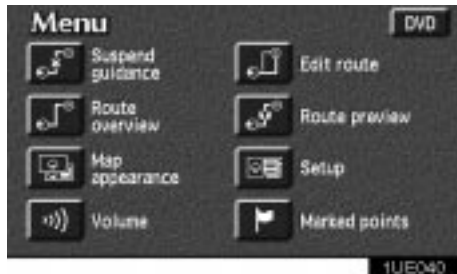 Menu
DVD
Suspend
guidance
Edit route
Route
overview
Route preview
Map
appearance
Setup
Volume
Marked points
1UE040